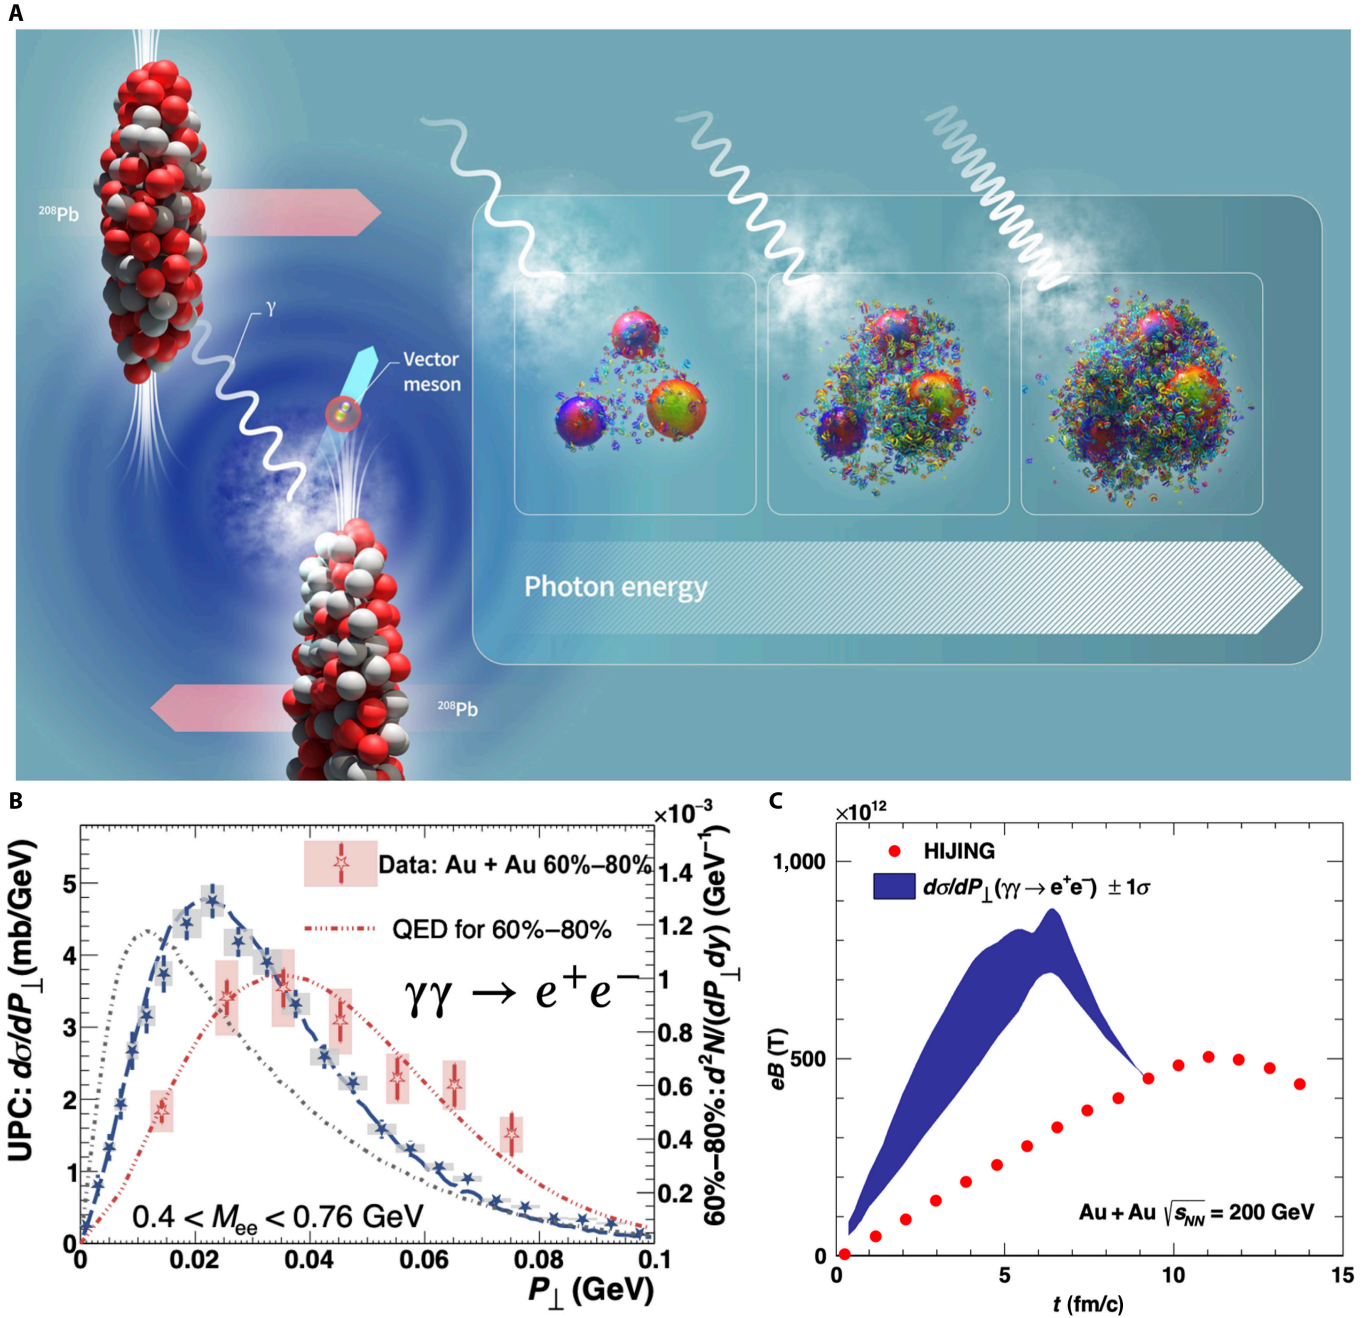 A
²⁰⁸Pb
γ
Vector
meson
Photon energy
²⁰⁸Pb
B
×10⁻³
UPC: dσ/dP⊥(mb/GeV)
5
4
3
2
1
0
Data: Au + Au 60%–80%
QED for 60%–80%
γγ → e⁺e⁻
0.4 < Mee < 0.76 GeV
0 0.02 0.04 0.06 0.08 0.1
P⊥ (GeV)
1.4
1.2
1
0.8
0.6
0.4
0.2
60%–80%: d²N/(dP⊥dy) (GeV⁻¹)
C
×10¹²
1,000
500
0
eB (T)
HIJING
dσ/dP⊥(γγ → e⁺e⁻) ± 1σ
Au + Au √sNN = 200 GeV
0 5 10 15
t (fm/c)